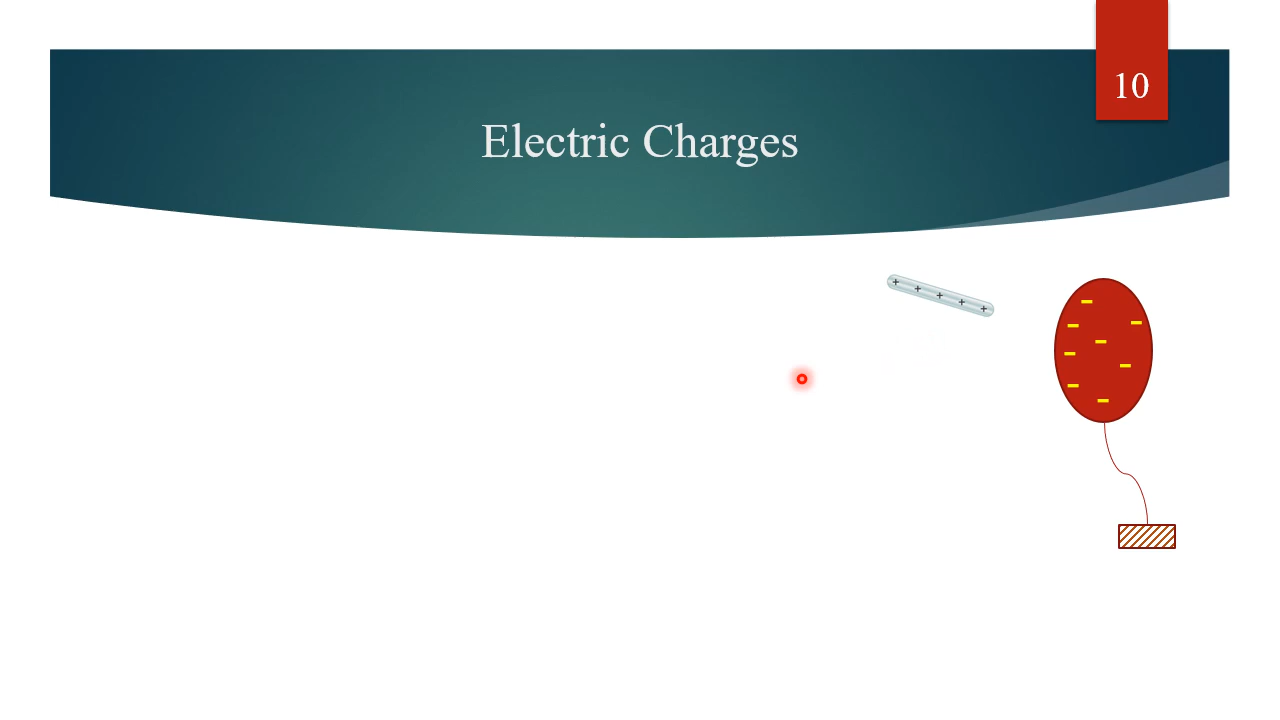 10
Electric Charges
+ + + + +
- - - - - - - - -